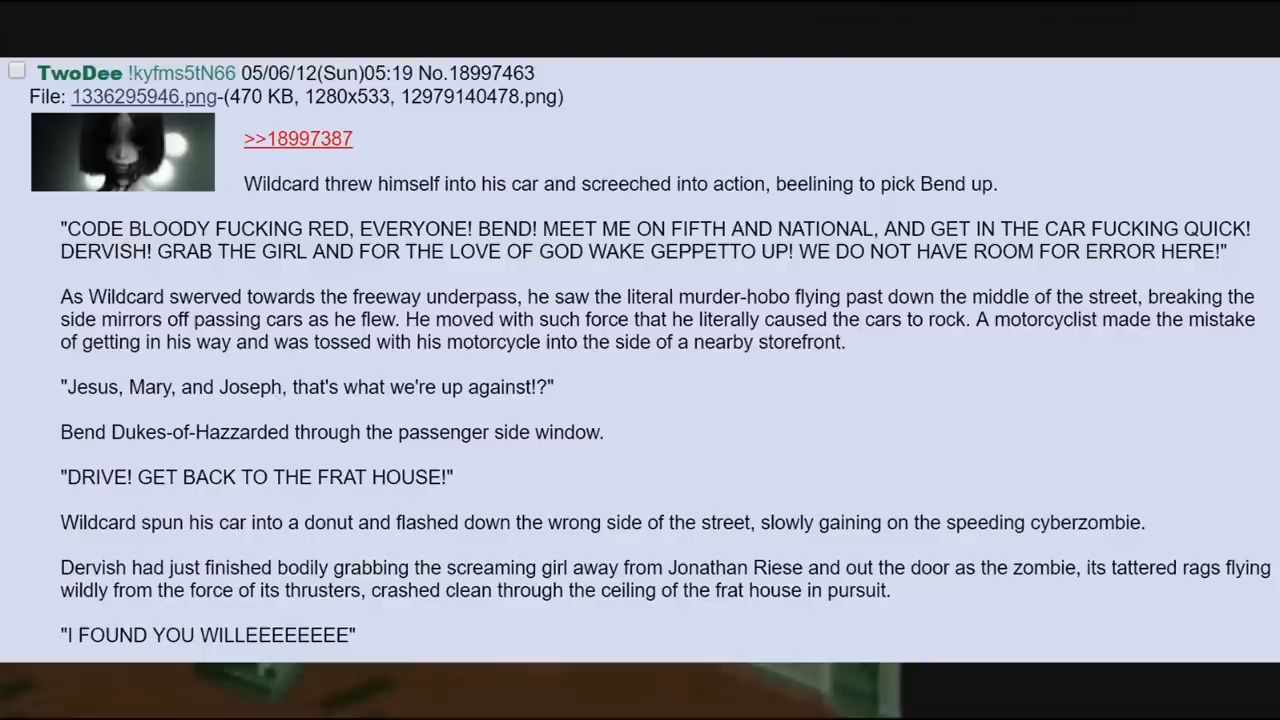 TwoDee !kyfms5tN66 05/06/12(Sun)05:19 No.18997463
File: 1336295946.png-(470 KB, 1280x533, 12979140478.png)
>>18997387
Wildcard threw himself into his car and screeched into action, beelining to pick Bend up.
"CODE BLOODY FUCKING RED, EVERYONE! BEND! MEET ME ON FIFTH AND NATIONAL, AND GET IN THE CAR FUCKING QUICK!
DERVISH! GRAB THE GIRL AND FOR THE LOVE OF GOD WAKE GEPPETTO UP! WE DO NOT HAVE ROOM FOR ERROR HERE!"
As Wildcard swerved towards the freeway underpass, he saw the literal murder-hobo flying past down the middle of the street, breaking the
side mirrors off passing cars as he flew. He moved with such force that he literally caused the cars to rock. A motorcyclist made the mistake
of getting in his way and was tossed with his motorcycle into the side of a nearby storefront.
"Jesus, Mary, and Joseph, that's what we're up against!?"
Bend Dukes-of-Hazzarded through the passenger side window.
"DRIVE! GET BACK TO THE FRAT HOUSE!"
Wildcard spun his car into a donut and flashed down the wrong side of the street, slowly gaining on the speeding cyberzombie.
Dervish had just finished bodily grabbing the screaming girl away from Jonathan Riese and out the door as the zombie, its tattered rags flying
wildly from the force of its thrusters, crashed clean through the ceiling of the frat house in pursuit.
"I FOUND YOU WILLEEEEEEEE"